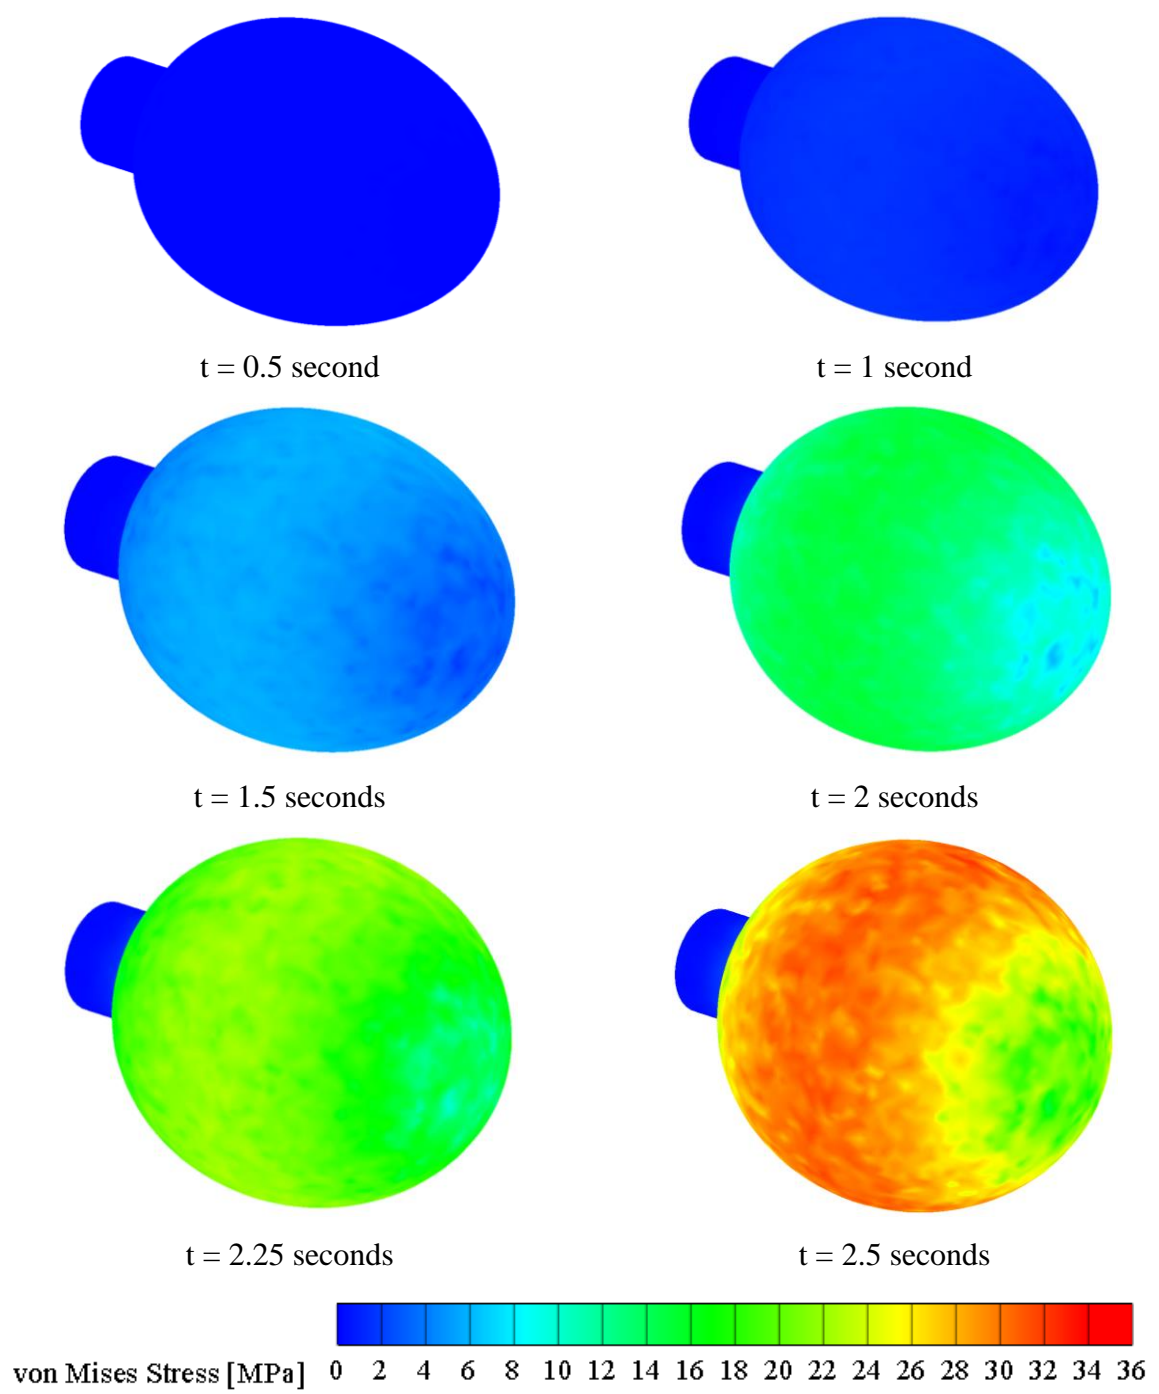 t = 0.5 second
t = 1 second
t = 1.5 seconds
t = 2 seconds
t = 2.25 seconds
t = 2.5 seconds
von Mises Stress [MPa] 0 2 4 6 8 10 12 14 16 18 20 22 24 26 28 30 32 34 36